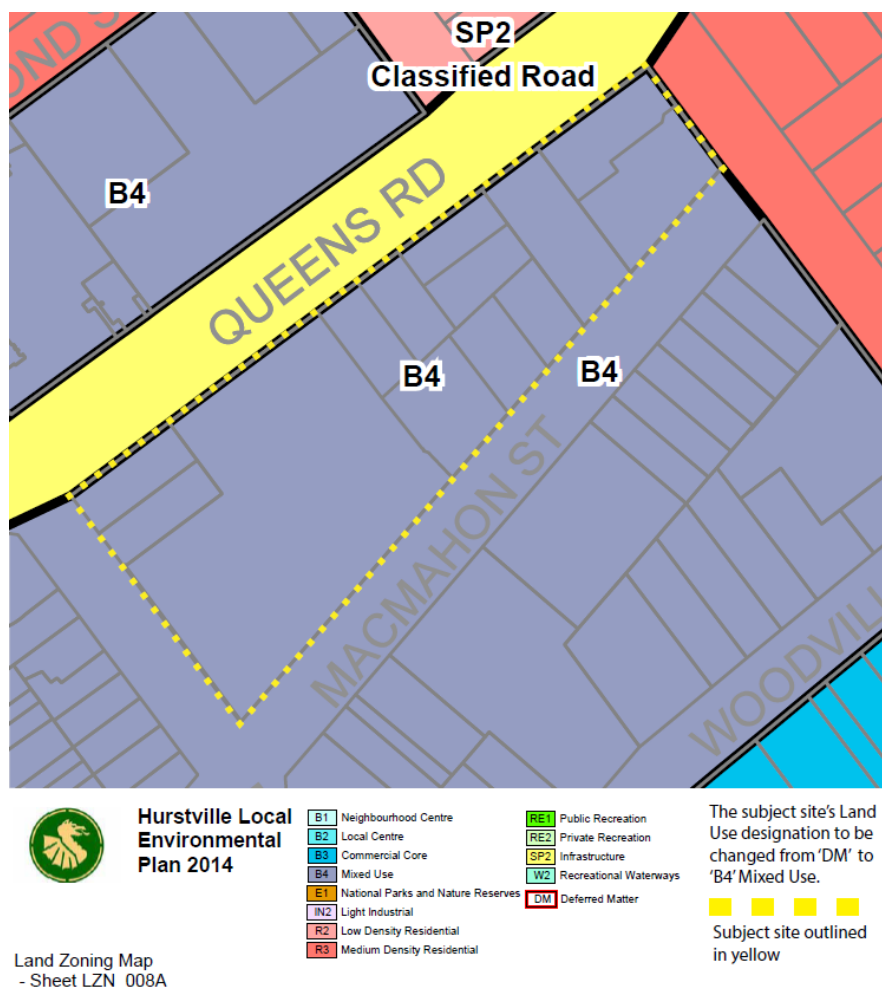 OND S
SP2
Classified Road
B4
QUEENS RD
B4
B4
MACMAHON ST
WOODVILL
Hurstville Local
Environmental
Plan 2014
Land Zoning Map
- Sheet LZN_008A
B1 Neighbourhood Centre
B2 Local Centre
B3 Commercial Core
B4 Mixed Use
E1 National Parks and Nature Reserves
IN2 Light Industrial
R2 Low Density Residential
R3 Medium Density Residential
RE1 Public Recreation
RE2 Private Recreation
SP2 Infrastructure
W2 Recreational Waterways
DM Deferred Matter
The subject site's Land
Use designation to be
changed from 'DM' to
'B4' Mixed Use.
Subject site outlined
in yellow